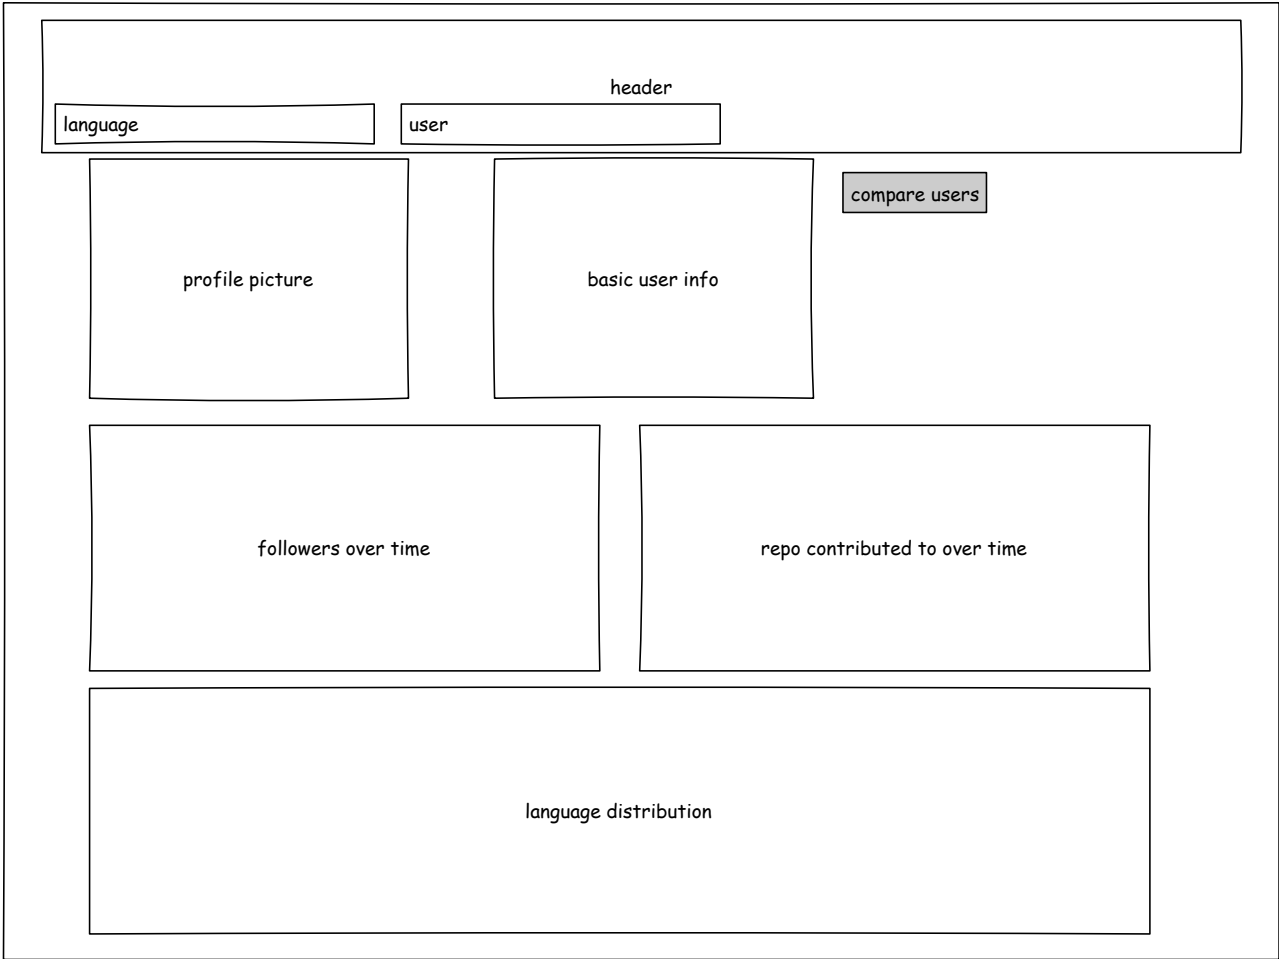 header
language
user
compare users
profile picture
basic user info
followers over time
repo contributed to over time
language distribution